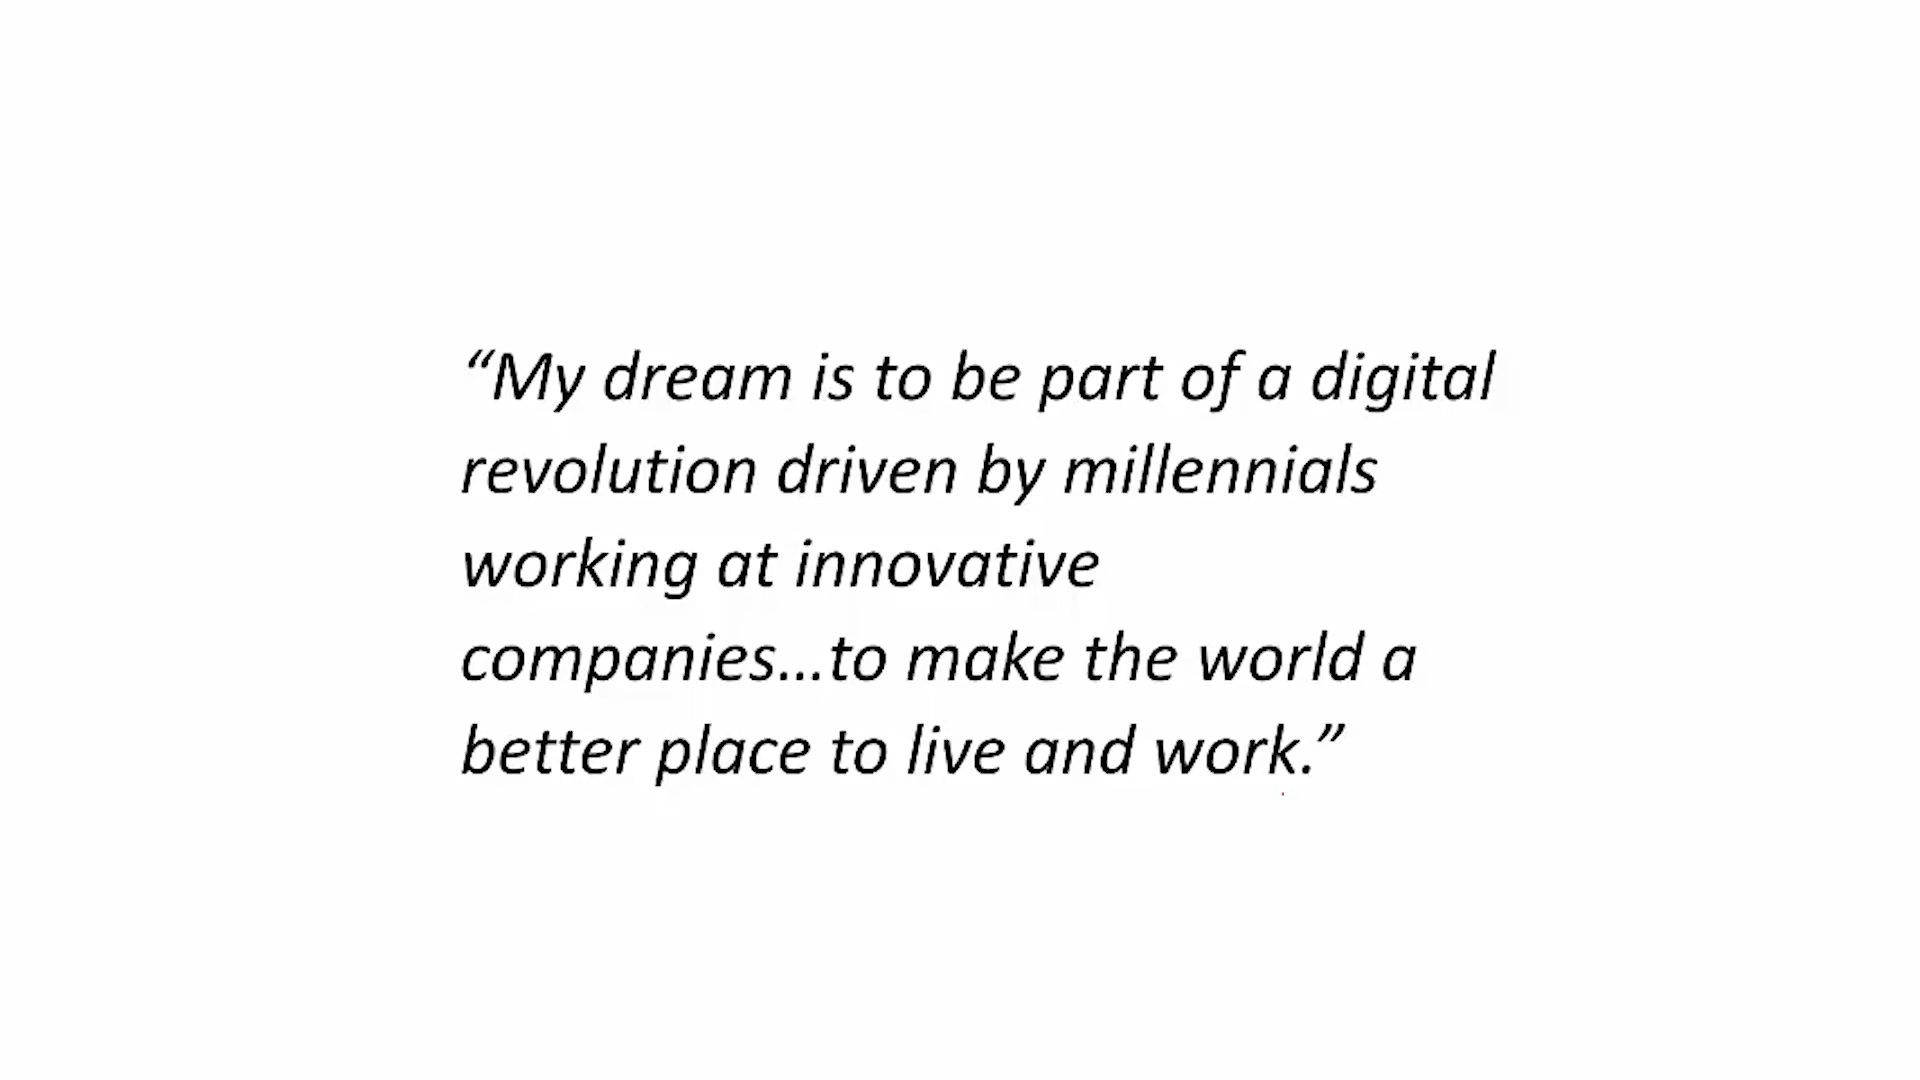 “My dream is to be part of a digital
revolution driven by millennials
working at innovative
companies...to make the world a
better place to live and work.”